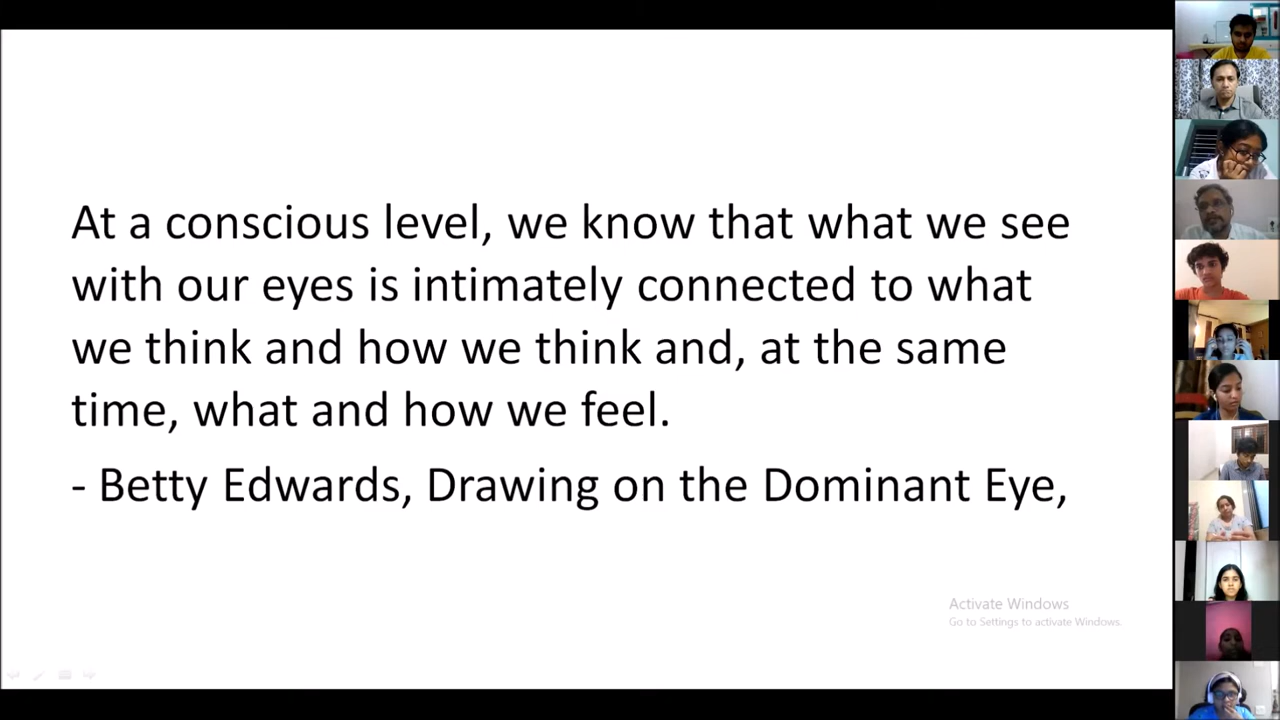 At a conscious level, we know that what we see
with our eyes is intimately connected to what
we think and how we think and, at the same
time, what and how we feel.
- Betty Edwards, Drawing on the Dominant Eye,
Activate Windows
Go to Settings to activate Windows.